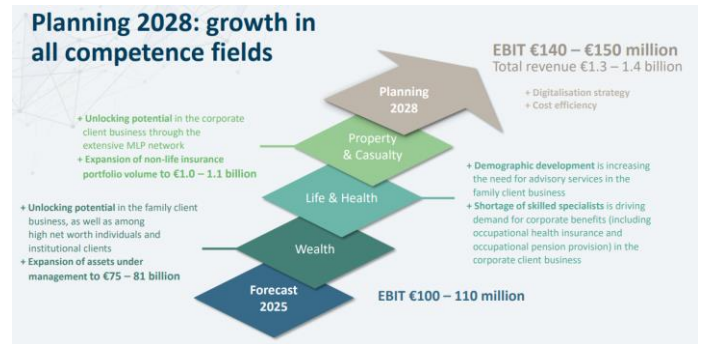 Planning 2028: growth in
all competence fields
EBIT €140 – €150 million
Total revenue €1.3 – 1.4 billion
+ Digitalisation strategy
+ Cost efficiency
Planning
2028
+ Unlocking potential in the corporate
client business through the
extensive MLP network
+ Expansion of non-life insurance
portfolio volume to €1.0 – 1.1 billion
Property
& Casualty
+ Demographic development is increasing
the need for advisory services in the
family client business
+ Shortage of skilled specialists is driving
demand for corporate benefits (including
occupational health insurance and
occupational pension provision) in the
corporate client business
Life & Health
+ Unlocking potential in the family client
business, as well as among
high net worth individuals and
institutional clients
+ Expansion of assets under
management to €75 – 81 billion
Wealth
Forecast
2025
EBIT €100 – 110 million